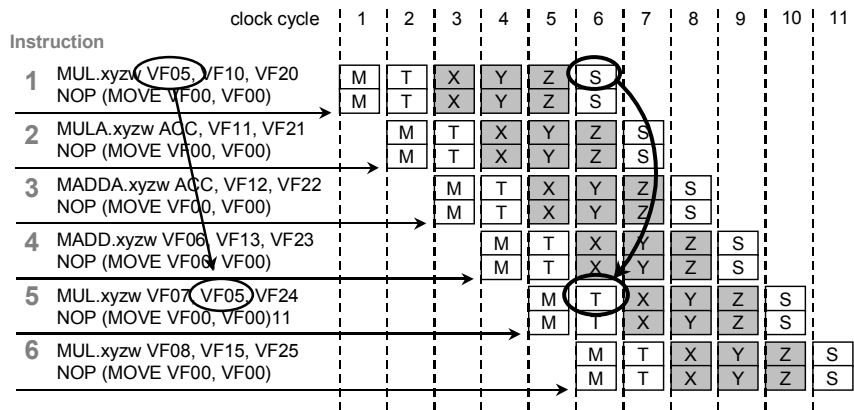 clock cycle 1 2 3 4 5 6 7 8 9 10 11
Instruction
1 MUL.xyzw VF05, VF10, VF20 M T X Y Z S
NOP (MOVE VF00, VF00) M T X Y Z S
2 MULA.xyzw ACC, VF11, VF21 M T X Y Z S
NOP (MOVE VF00, VF00) M T X Y Z S
3 MADDA.xyzw ACC, VF12, VF22 M T X Y Z S
NOP (MOVE VF00, VF00) M T X Y Z S
4 MADD.xyzw VF06, VF13, VF23 M T X Y Z S
NOP (MOVE VF00, VF00) M T X Y Z S
5 MUL.xyzw VF07, VF05, VF24 M T X Y Z S
NOP (MOVE VF00, VF00)11 M T X Y Z S
6 MUL.xyzw VF08, VF15, VF25 M T X Y Z S
NOP (MOVE VF00, VF00) M T X Y Z S